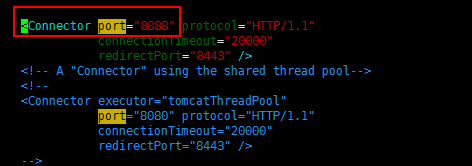 <Connector port="8888" protocol="HTTP/1.1"
connectionTimeout="20000"
redirectPort="8443" />
<!-- A "Connector" using the shared thread pool-->
<!--
<Connector executor="tomcatThreadPool"
port="8080" protocol="HTTP/1.1"
connectionTimeout="20000"
redirectPort="8443" />
-->